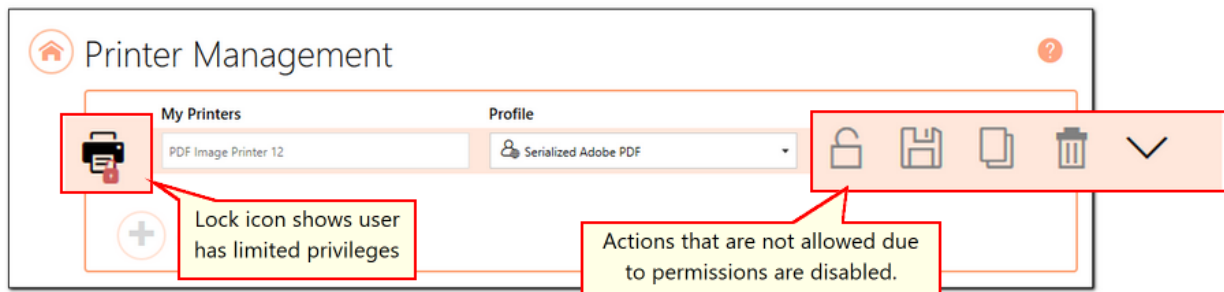 Printer Management
?
My Printers
Profile
PDF Image Printer 12
Serialized Adobe PDF
Lock icon shows user
has limited privileges
Actions that are not allowed due
to permissions are disabled.